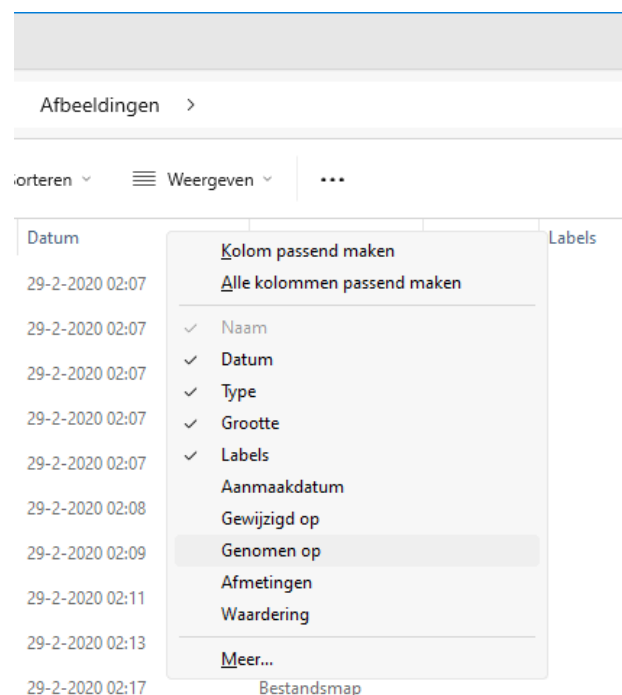 Afbeeldingen >
Sorteren Weergeven ...
Datum Labels
29-2-2020 02:07
29-2-2020 02:07
29-2-2020 02:07
29-2-2020 02:07
29-2-2020 02:07
29-2-2020 02:08
29-2-2020 02:09
29-2-2020 02:11
29-2-2020 02:13
29-2-2020 02:17 Bestandsmap
Kolom passend maken
Alle kolommen passend maken
Naam
Datum
Type
Grootte
Labels
Aanmaakdatum
Gewijzigd op
Genomen op
Afmetingen
Waardering
Meer...